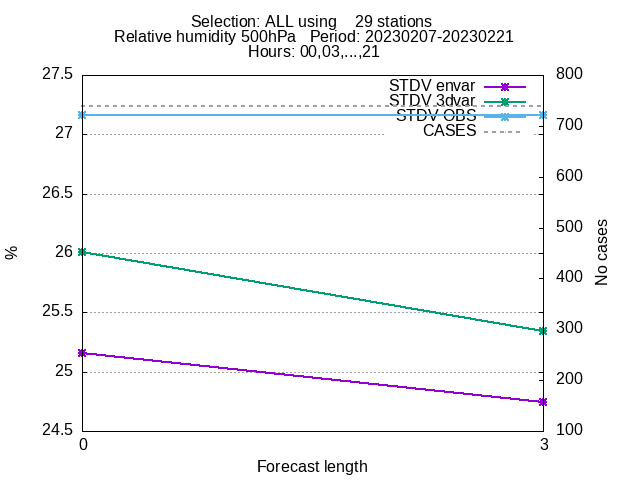 Selection: ALL using    29 stations
Relative humidity 500hPa   Period: 20230207-20230221
Hours: 00,03,...,21
27.5
27
26.5
26
25.5
25
24.5
%
STDV envar
STDV 3dvar
STDV OBS
CASES
800
700
600
500
400
300
200
100
No cases
0
3
Forecast length